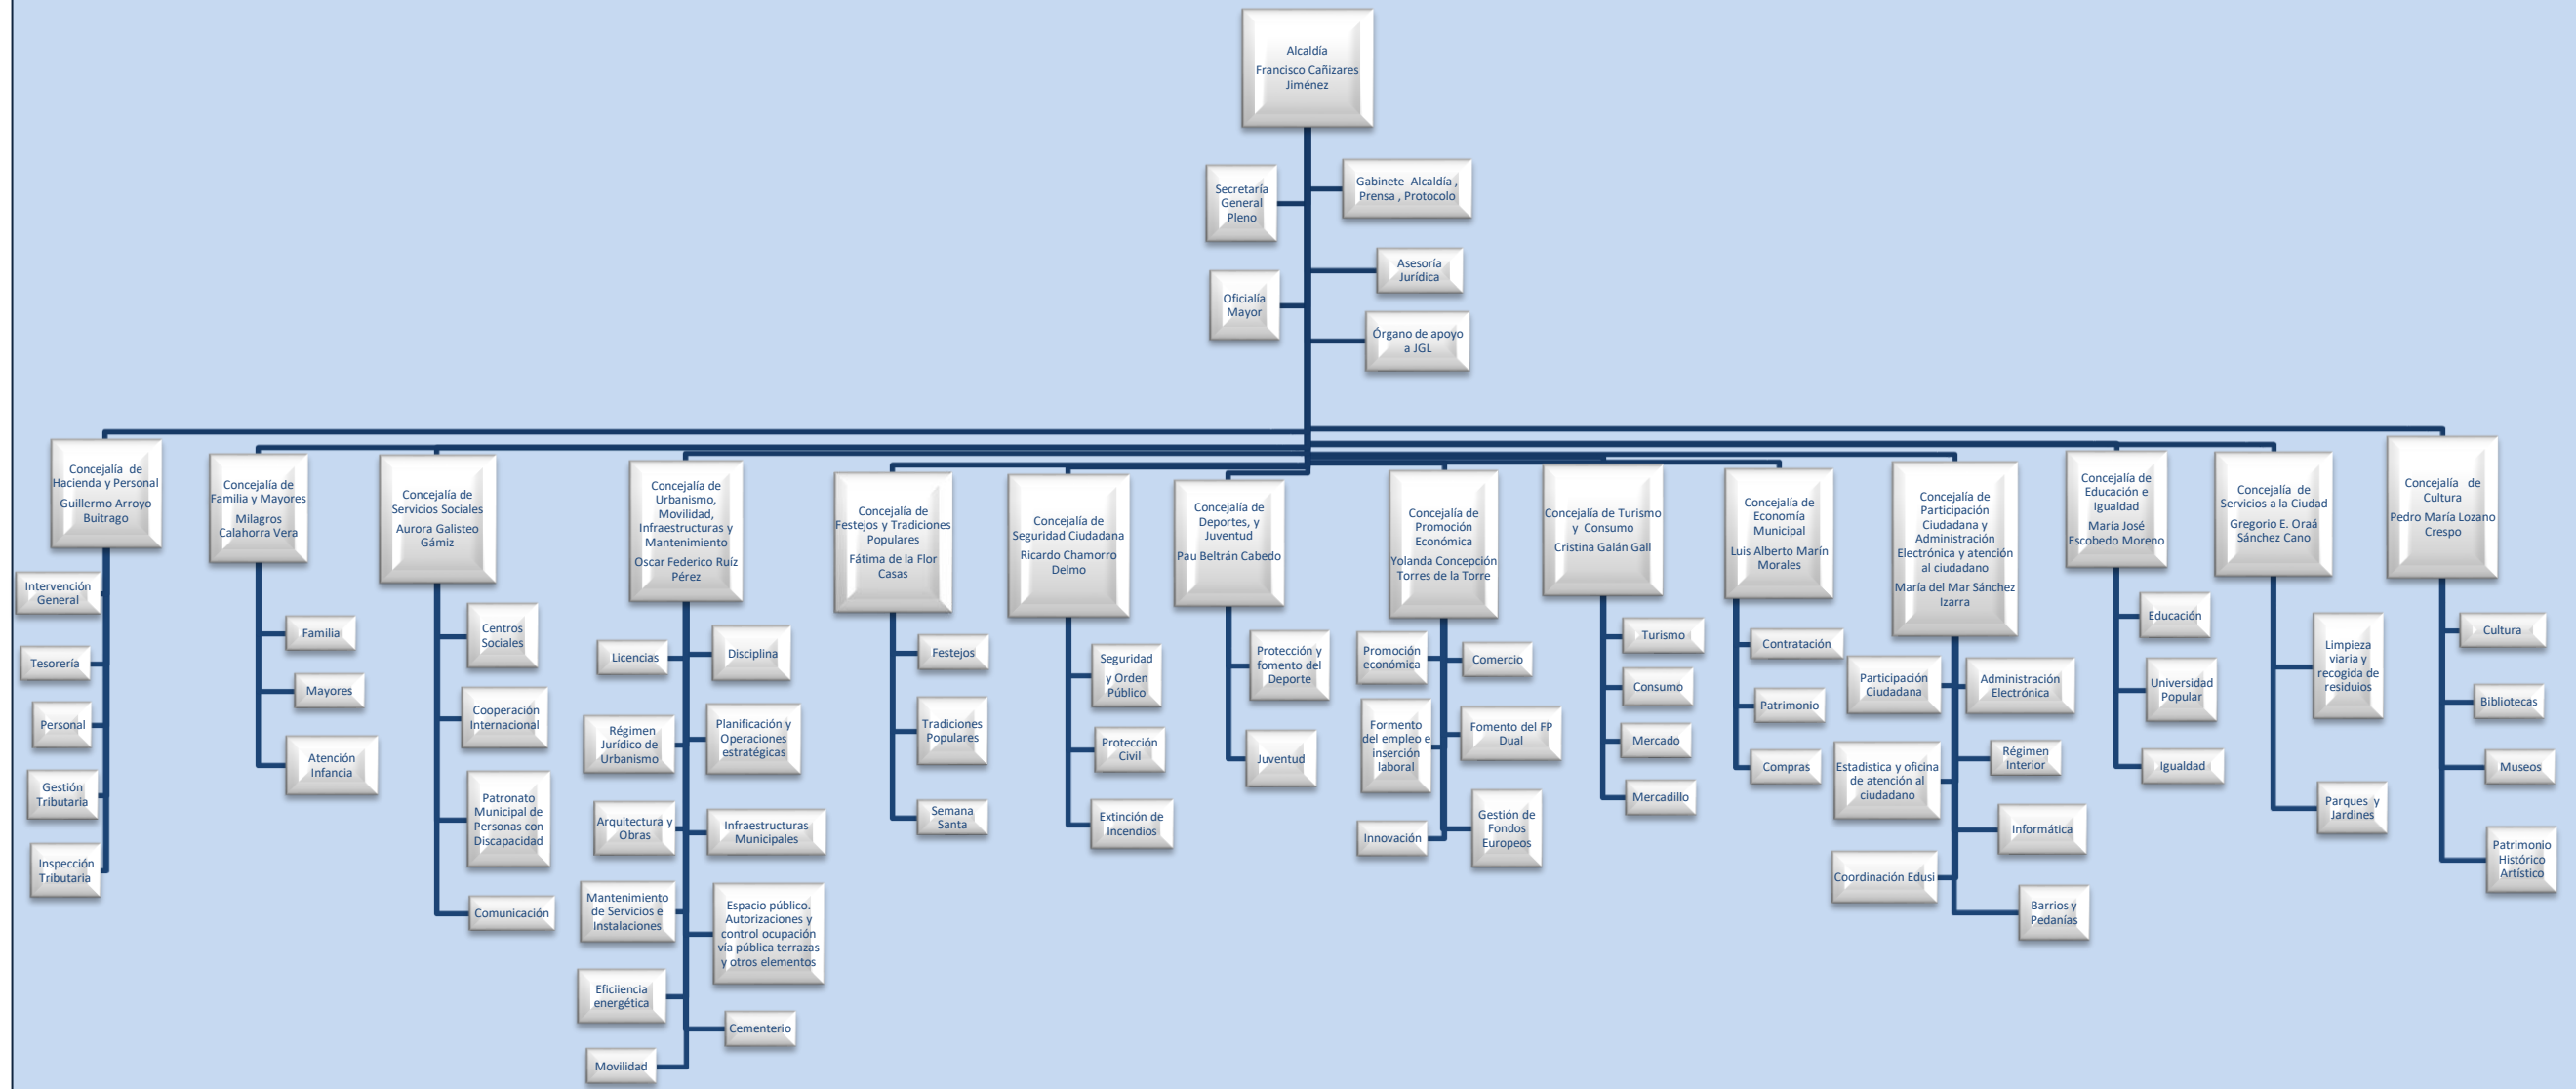 Alcaldía
Francisco Cañizares
Jiménez
Secretaría
General
Pleno
Gabinete Alcaldía ,
Prensa , Protocolo
Asesoría
Jurídica
Oficialía
Mayor
Órgano de apoyo
a JGL
Concejalía de
Hacienda y Personal
Guillermo Arroyo
Buitrago
Intervención
General
Tesorería
Personal
Gestión
Tributaria
Inspección
Tributaria
Concejalía de
Familia y Mayores
Milagros
Calahorra Vera
Familia
Mayores
Atención
Infancia
Concejalía de
Servicios Sociales
Aurora Galisteo
Gámiz
Centros
Sociales
Cooperación
Internacional
Patronato
Municipal de
Personas con
Discapacidad
Comunicación
Concejalía de
Urbanismo,
Movilidad,
Infraestructuras y
Mantenimiento
Oscar Federico Ruíz
Pérez
Licencias
Disciplina
Régimen
Jurídico de
Urbanismo
Planificación y
Operaciones
estratégicas
Arquitectura y
Obras
Infraestructuras
Municipales
Mantenimiento
de Servicios e
Instalaciones
Espacio público.
Autorizaciones y
control ocupación
vía pública terrazas
y otros elementos
Eficiiencia
energética
Cementerio
Movilidad
Concejalía de
Festejos y Tradiciones
Populares
Fátima de la Flor
Casas
Festejos
Tradiciones
Populares
Semana
Santa
Concejalía de
Seguridad Ciudadana
Ricardo Chamorro
Delmo
Seguridad
y Orden
Público
Protección
Civil
Extinción de
Incendios
Concejalía de
Deportes, y
Juventud
Pau Beltrán Cabedo
Protección y
fomento del
Deporte
Juventud
Concejalía de
Promoción
Económica
Yolanda Concepción
Torres de la Torre
Promoción
económica
Comercio
Formento
del empleo e
inserción
laboral
Fomento del FP
Dual
Innovación
Gestión de
Fondos
Europeos
Concejalía de Turismo
y Consumo
Cristina Galán Gall
Turismo
Consumo
Mercado
Mercadillo
Concejalía de
Economía
Municipal
Luis Alberto Marín
Morales
Contratación
Patrimonio
Compras
Concejalía de
Participación
Ciudadana y
Administración
Electrónica y atención
al ciudadano
María del Mar Sánchez
Izarra
Participación
Ciudadana
Administración
Electrónica
Estadistica y oficina
de atención al
ciudadano
Régimen
Interior
Informática
Coordinación Edusi
Barrios y
Pedanías
Concejalía de
Educación e
Igualdad
María José
Escobedo Moreno
Educación
Universidad
Popular
Igualdad
Concejalía de
Servicios a la Ciudad
Gregorio E. Oraá
Sánchez Cano
Limpieza
viaria y
recogida de
residuios
Parques y
Jardines
Concejalía de
Cultura
Pedro María Lozano
Crespo
Cultura
Bibliotecas
Museos
Patrimonio
Histórico
Artístico